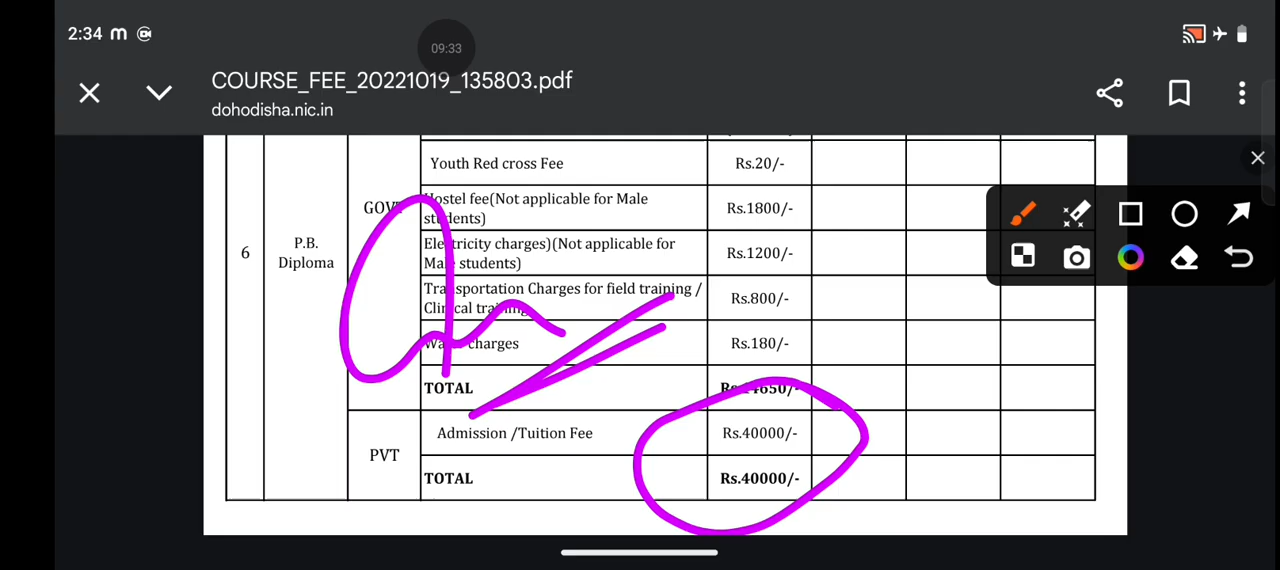 2:34 m
09:33
COURSE_FEE_20221019_135803.pdf
dohodisha.nic.in
Youth Red cross Fee Rs.20/-
GOVT
Hostel fee(Not applicable for Male
students)
Rs.1800/-
6
P.B.
Diploma
Electricity charges)(Not applicable for
Male students)
Rs.1200/-
Transportation Charges for field training /
Clinical training
Rs.800/-
Water charges Rs.180/-
TOTAL
PVT
Admission /Tuition Fee Rs.40000/-
TOTAL Rs.40000/-